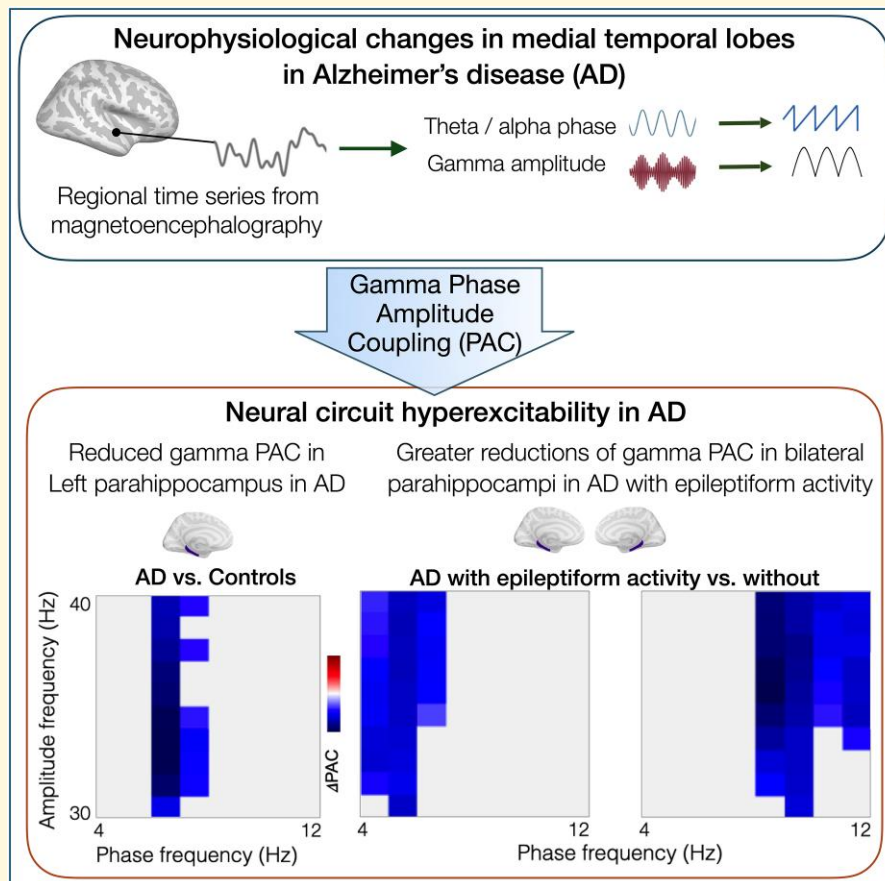 Neurophysiological changes in medial temporal lobes
in Alzheimer's disease (AD)
Regional time series from
magnetoencephalography
Theta / alpha phase
Gamma amplitude
Gamma Phase
Amplitude
Coupling (PAC)
Neural circuit hyperexcitability in AD
Reduced gamma PAC in
Left parahippocampus in AD
Greater reductions of gamma PAC in bilateral
parahippocampi in AD with epileptiform activity
AD vs. Controls
AD with epileptiform activity vs. without
Amplitude frequency (Hz)
40
30
4
12
Phase frequency (Hz)
ΔPAC
4
12
Phase frequency (Hz)
4
12